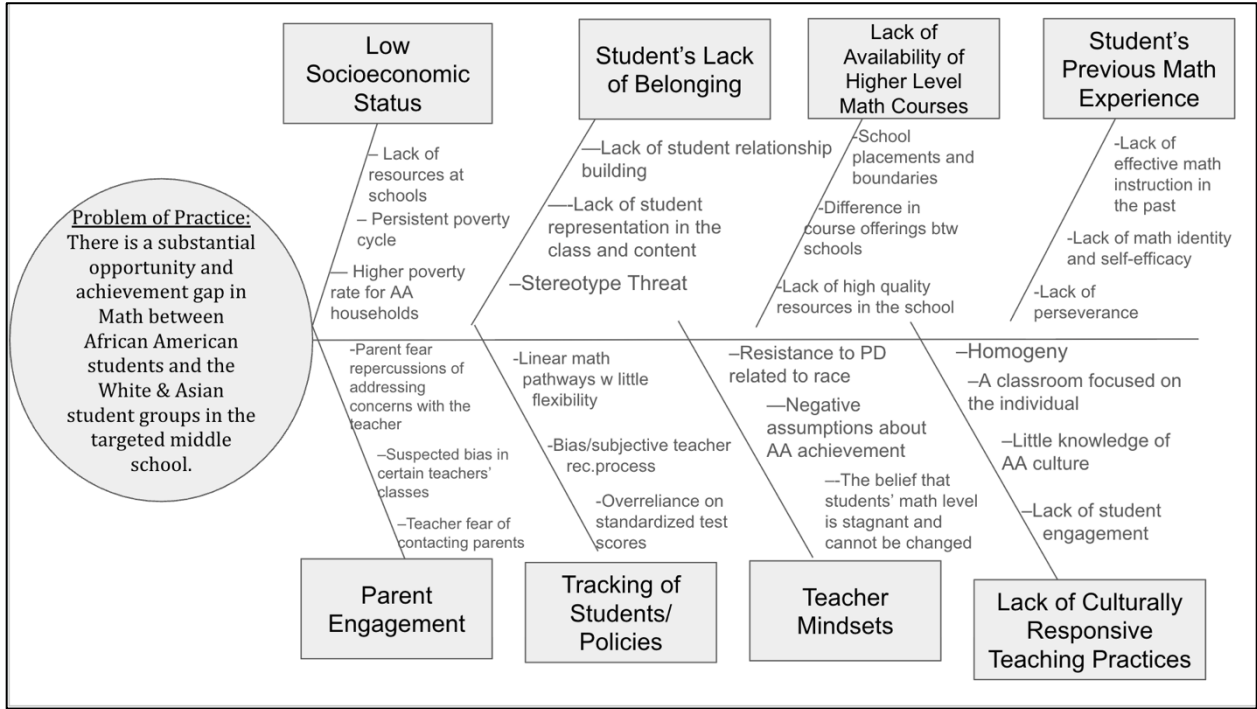 Problem of Practice:
There is a substantial
opportunity and
achievement gap in
Math between
African American
students and the
White & Asian
student groups in the
targeted middle
school.
Low
Socioeconomic
Status
– Lack of
resources at
schools
– Persistent poverty
cycle
— Higher poverty
rate for AA
households
Student’s Lack
of Belonging
—Lack of student relationship
building
—-Lack of student
representation in the
class and content
–Stereotype Threat
Lack of
Availability of
Higher Level
Math Courses
-School
placements and
boundaries
-Difference in
course offerings btw
schools
-Lack of high quality
resources in the school
Student’s
Previous Math
Experience
-Lack of
effective math
instruction in
the past
-Lack of math identity
and self-efficacy
-Lack of
perseverance
-Parent fear
repercussions of
addressing
concerns with the
teacher
–Suspected bias in
certain teachers’
classes
–Teacher fear of
contacting parents
Parent
Engagement
-Linear math
pathways w little
flexibility
-Bias/subjective teacher
rec.process
-Overreliance on
standardized test
scores
Tracking of
Students/
Policies
–Resistance to PD
related to race
—Negative
assumptions about
AA achievement
—-The belief that
students’ math level
is stagnant and
cannot be changed
Teacher
Mindsets
–Homogeny
–A classroom focused on
the individual
–Little knowledge of
AA culture
–Lack of student
engagement
Lack of Culturally
Responsive
Teaching Practices